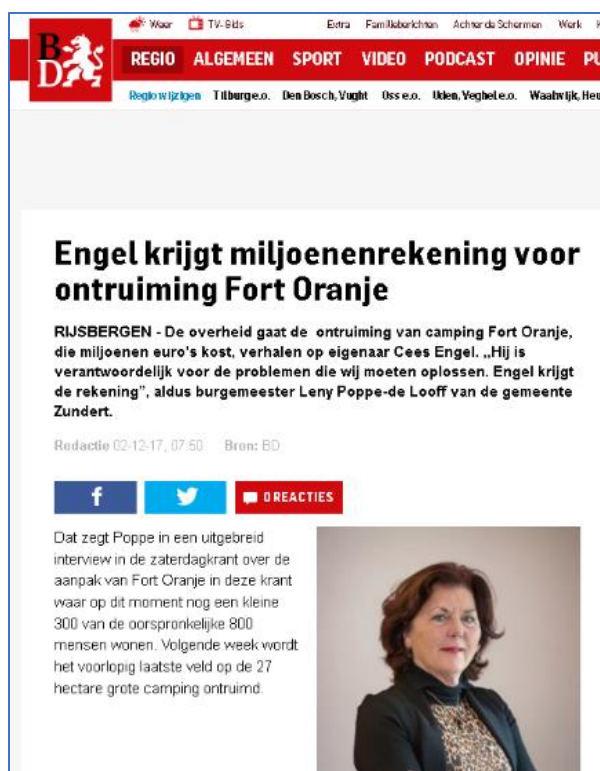 Weer TV-Gids Extra Familieberichten Achter de Schermen Werk
B
D
REGIO ALGEMEEN SPORT VIDEO PODCAST OPINIE PU
Regio wijzigen Tilburg e.o. Den Bosch, Vught Oss e.o. Uden, Veghel e.o. Waalwijk, Heu
Engel krijgt miljoenenrekening voor
ontruiming Fort Oranje
RIJSBERGEN - De overheid gaat de ontruiming van camping Fort Oranje,
die miljoenen euro's kost, verhalen op eigenaar Cees Engel. „Hij is
verantwoordelijk voor de problemen die wij moeten oplossen. Engel krijgt
de rekening”, aldus burgemeester Leny Poppe-de Looff van de gemeente
Zundert.
Redactie 02-12-17, 07:50 Bron: BD
f 0 REACTIES
Dat zegt Poppe in een uitgebreid
interview in de zaterdagkrant over de
aanpak van Fort Oranje in deze krant
waar op dit moment nog een kleine
300 van de oorspronkelijke 800
mensen wonen. Volgende week wordt
het voorlopig laatste veld op de 27
hectare grote camping ontruimd.